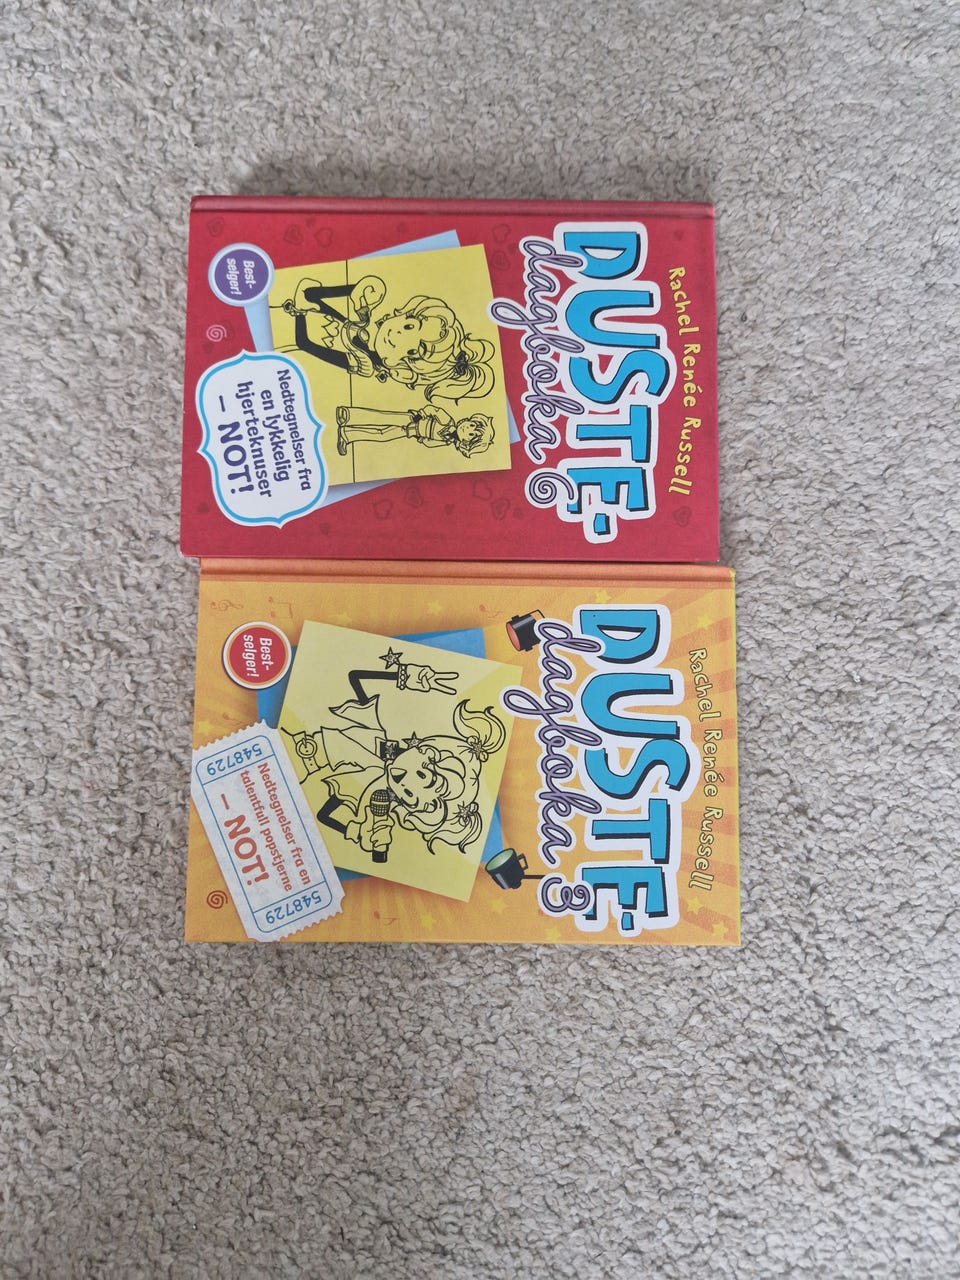 Rachel Renée Russell
DUSTE-
dagboka 6
Best-
selger!
Nedtegnelser fra
en lykkelig
hjerteknuser
– NOT!
Rachel Renée Russell
DUSTE-
dagboka 3
Best-
selger!
548729
Nedtegnelser fra en
talentfull popstjerne
– NOT!
548729